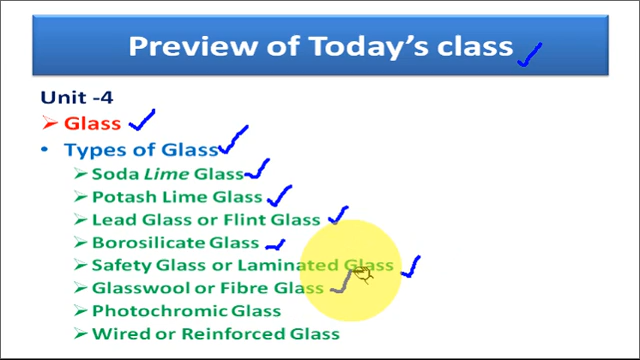 Preview of Today's class
Unit -4
Glass
Types of Glass
Soda Lime Glass
Potash Lime Glass
Lead Glass or Flint Glass
Borosilicate Glass
Safety Glass or Laminated Glass
Glasswool or Fibre Glass
Photochromic Glass
Wired or Reinforced Glass